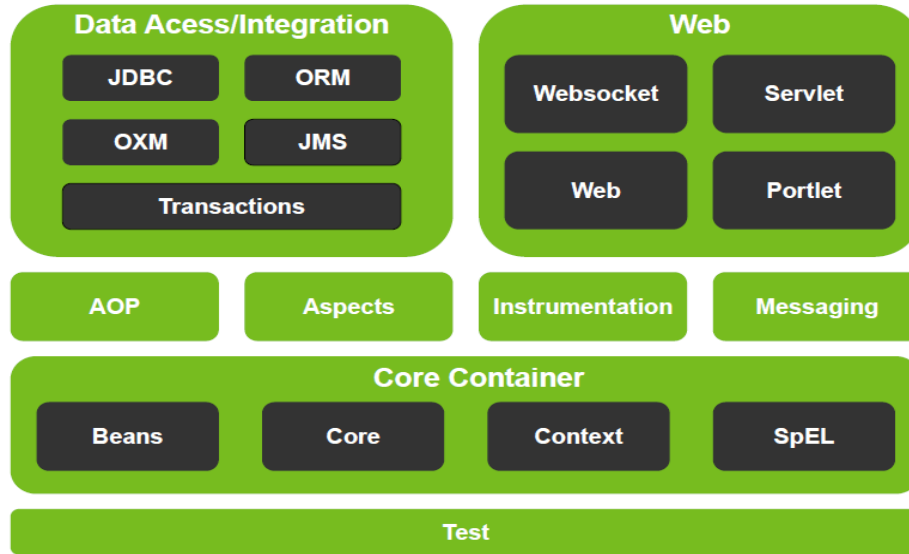 Data Acess/Integration
JDBC
ORM
OXM
JMS
Transactions
Web
Websocket
Servlet
Web
Portlet
AOP
Aspects
Instrumentation
Messaging
Core Container
Beans
Core
Context
SpEL
Test